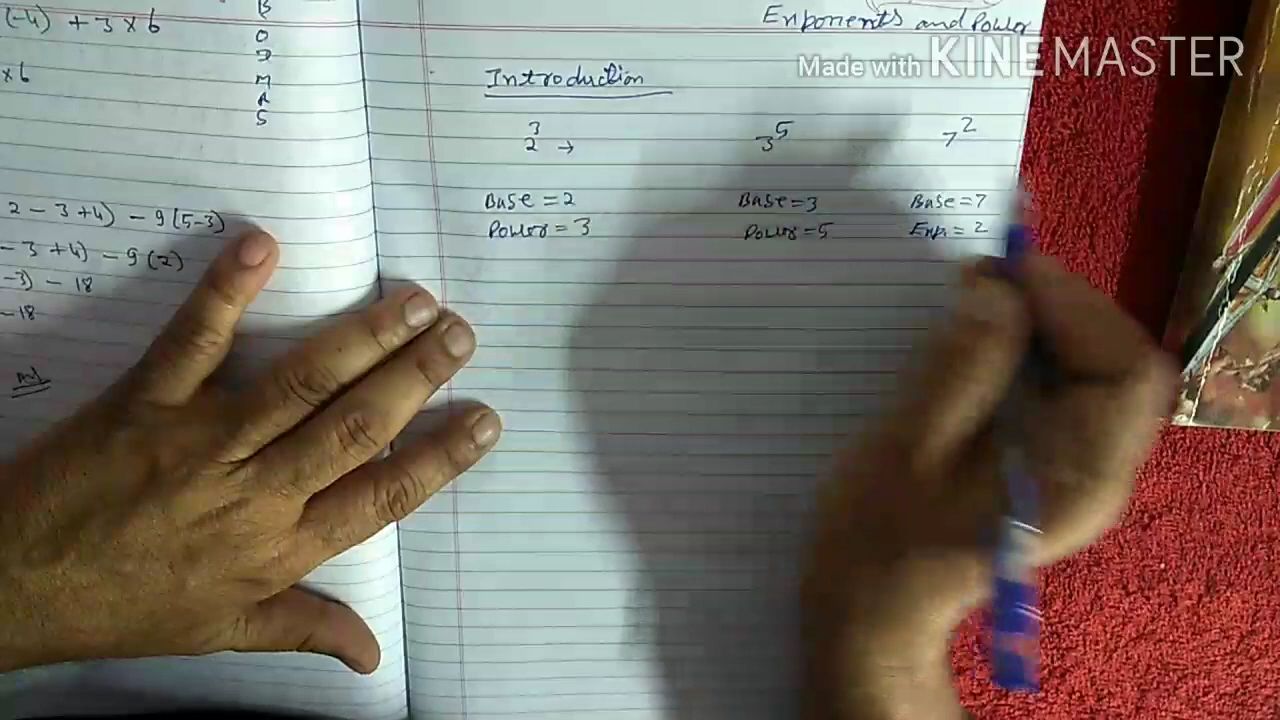 (-4) + 3 × 6
× 6
B
O
D
M
A
S
2 - 3 + 4) - 9 (5-3)
- 3 + 4) - 9 (2)
-3) - 18
- 18
Exponents and Power
Made with KINEMASTER
Introduction
2³ → 3⁵ 7²
Base = 2 Base = 3 Base = 7
Power = 3 Power = 5 Exp. = 2